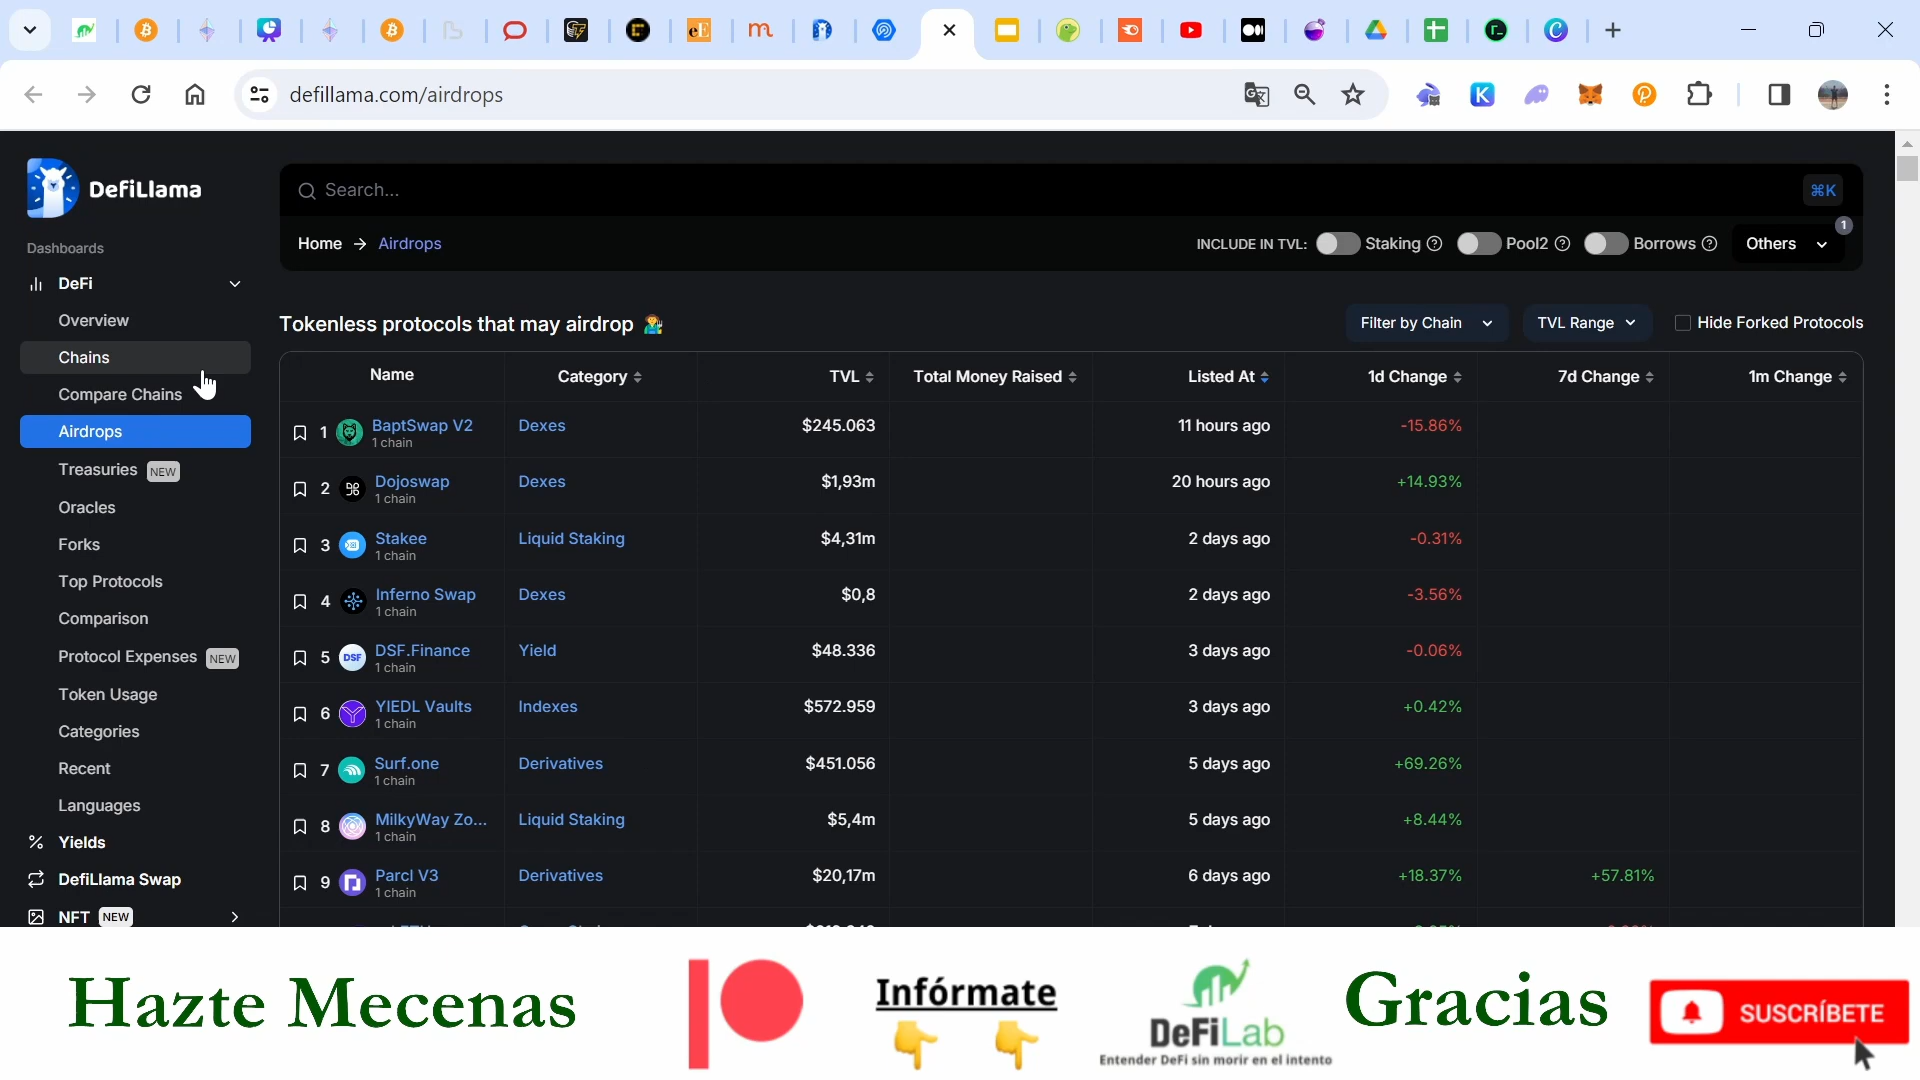 defillama.com/airdrops
DefiLlama
Search...
⌘K
Home → Airdrops
INCLUDE IN TVL: Staking Pool2 Borrows Others 1
Dashboards
DeFi
Overview
Chains
Compare Chains
Airdrops
Treasuries NEW
Oracles
Forks
Top Protocols
Comparison
Protocol Expenses NEW
Token Usage
Categories
Recent
Languages
Yields
DefiLlama Swap
NFT NEW
Tokenless protocols that may airdrop
Filter by Chain TVL Range Hide Forked Protocols
Name Category TVL Total Money Raised Listed At 1d Change 7d Change 1m Change
1 BaptSwap V2 Dexes $245.063 11 hours ago -15.86%
1 chain
2 Dojoswap Dexes $1,93m 20 hours ago +14.93%
1 chain
3 Stakee Liquid Staking $4,31m 2 days ago -0.31%
1 chain
4 Inferno Swap Dexes $0,8 2 days ago -3.56%
1 chain
5 DSF DSF.Finance Yield $48.336 3 days ago -0.06%
1 chain
6 YIEDL Vaults Indexes $572.959 3 days ago +0.42%
1 chain
7 Surf.one Derivatives $451.056 5 days ago +69.26%
1 chain
8 MilkyWay Zo... Liquid Staking $5,4m 5 days ago +8.44%
1 chain
9 Parcl V3 Derivatives $20,17m 6 days ago +18.37% +57.81%
1 chain
Hazte Mecenas
Infórmate
DeFiLab
Entender DeFi sin morir en el intento
Gracias
SUSCRÍBETE